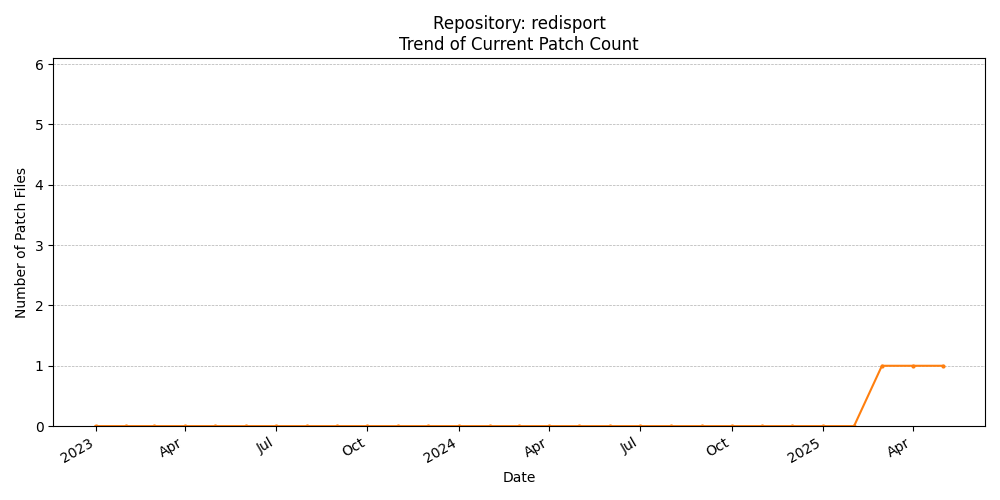 Repository: redisport
Trend of Current Patch Count
6
5
4
3
2
1
0
Number of Patch Files
2023
Apr
Jul
Oct
2024
Apr
Jul
Oct
2025
Apr
Date